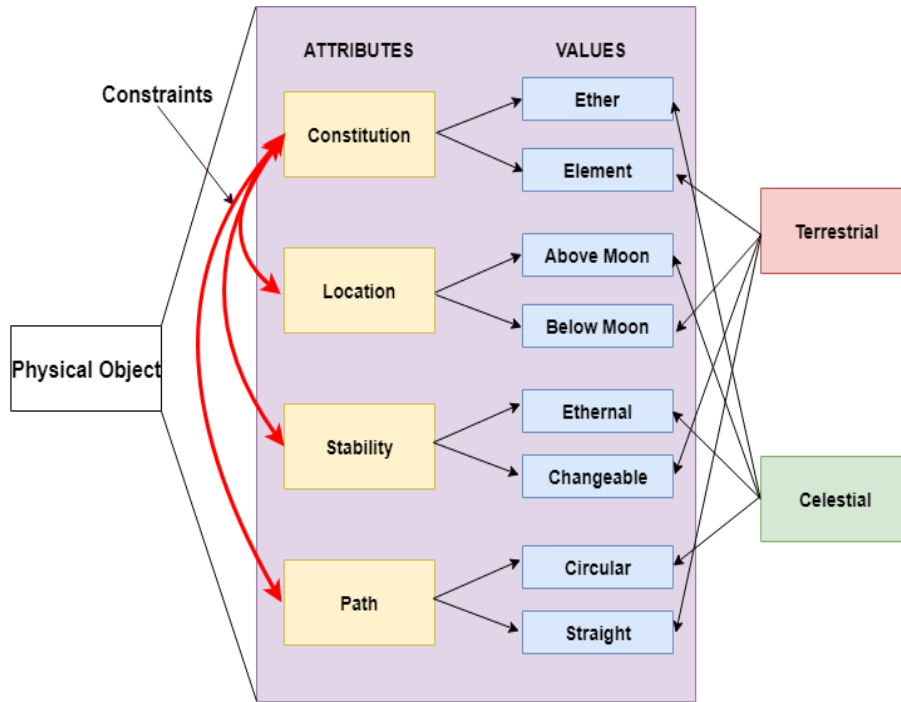 ATTRIBUTES
VALUES
Constraints
Constitution
Ether
Element
Terrestrial
Location
Above Moon
Below Moon
Physical Object
Stability
Ethernal
Changeable
Celestial
Path
Circular
Straight